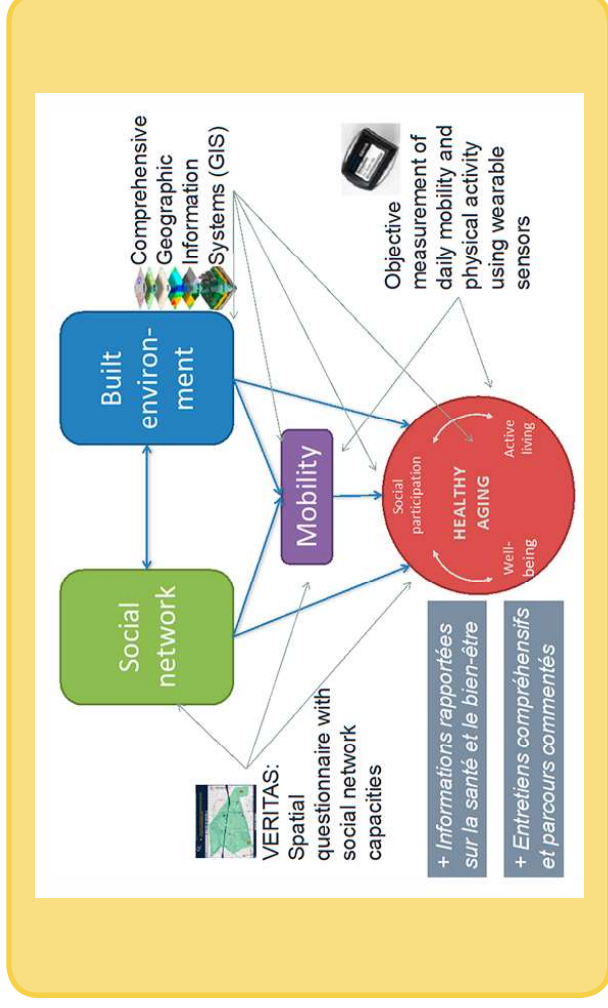 Social
network
Built
environ-
ment
Comprehensive
Geographic
Information
Systems (GIS)
VERITAS:
Spatial
questionnaire with
social network
capacities
Mobility
Objective
measurement of
daily mobility and
physical activity
using wearable
sensors
Social
participation
HEALTHY
AGING
Well-
being
Active
living
+ Informations rapportées
sur la santé et le bien-être
+ Entretiens compréhensifs
et parcours commentés